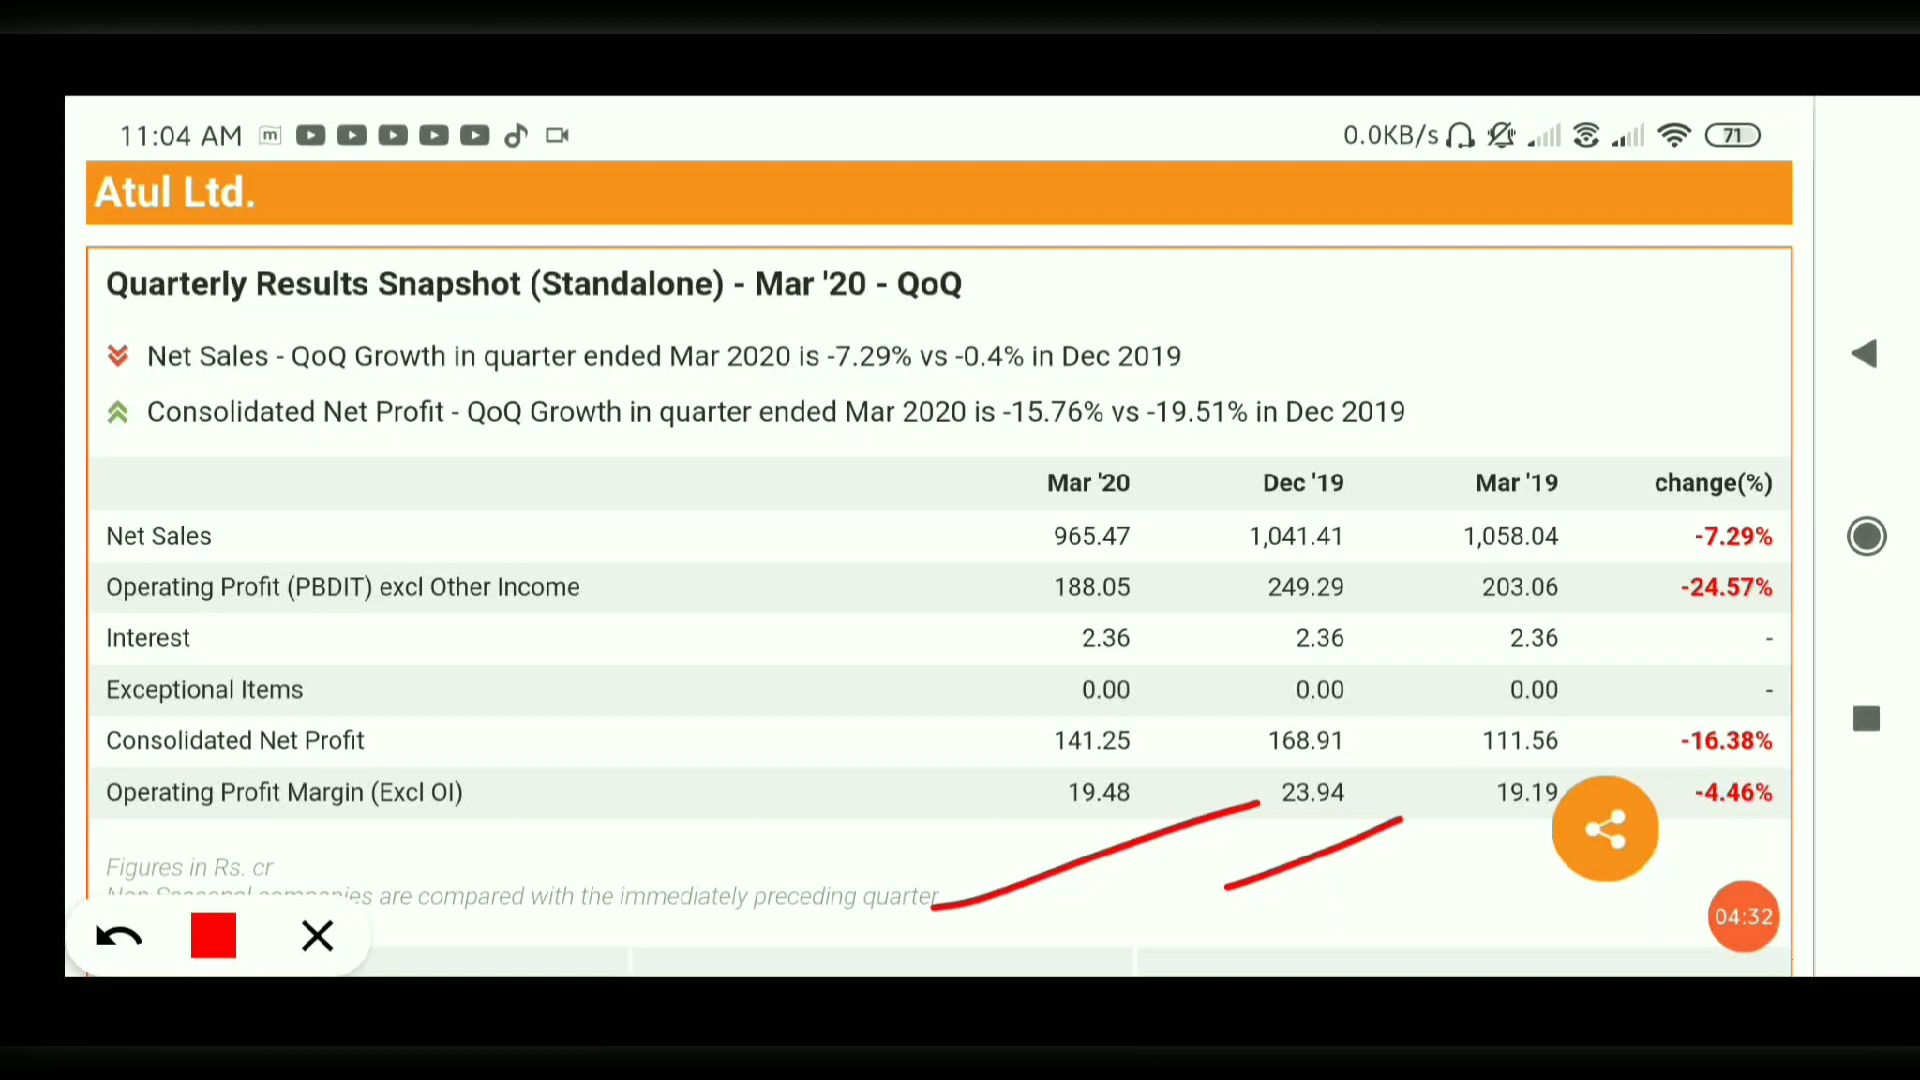 11:04 AM m 0.0KB/s 71
Atul Ltd.
Quarterly Results Snapshot (Standalone) - Mar '20 - QoQ
Net Sales - QoQ Growth in quarter ended Mar 2020 is -7.29% vs -0.4% in Dec 2019
Consolidated Net Profit - QoQ Growth in quarter ended Mar 2020 is -15.76% vs -19.51% in Dec 2019
Mar '20 Dec '19 Mar '19 change(%)
Net Sales 965.47 1,041.41 1,058.04 -7.29%
Operating Profit (PBDIT) excl Other Income 188.05 249.29 203.06 -24.57%
Interest 2.36 2.36 2.36 -
Exceptional Items 0.00 0.00 0.00 -
Consolidated Net Profit 141.25 168.91 111.56 -16.38%
Operating Profit Margin (Excl OI) 19.48 23.94 19.19 -4.46%
Figures in Rs. cr
are compared with the immediately preceding quarter
04:32